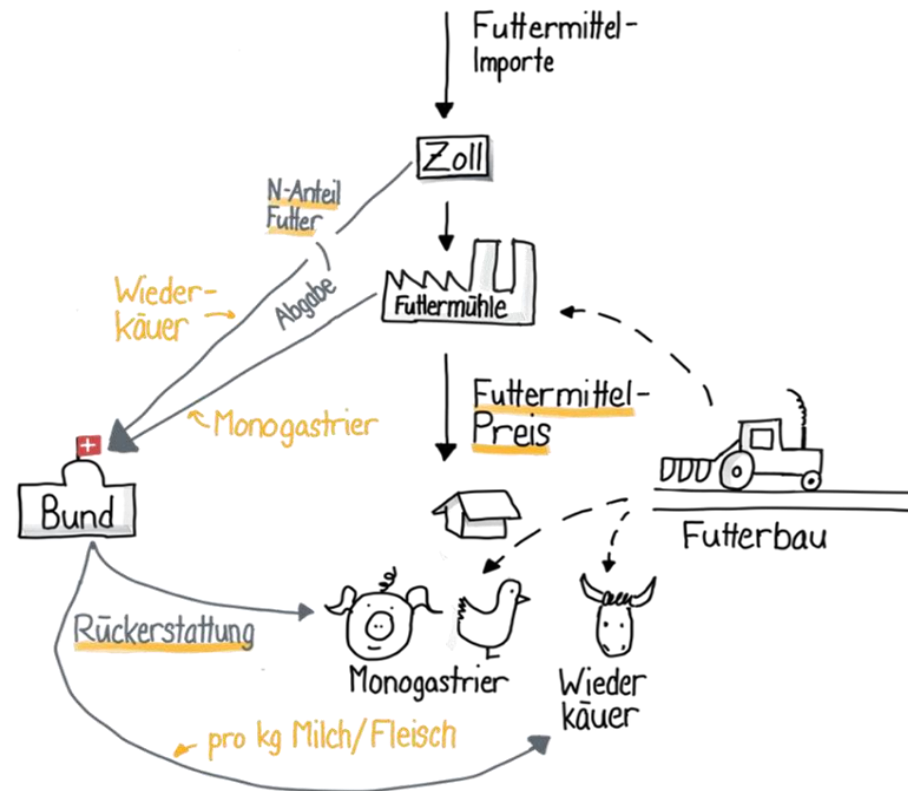 Futtermittel-
Importe
Zoll
N-Anteil
Futter
Abgabe
Wieder-
käuer
Futtermühle
Monogastrier
Futtermittel-
Preis
Bund
Futterbau
Rückerstattung
Monogastrier
Wieder
käuer
pro kg Milch/Fleisch